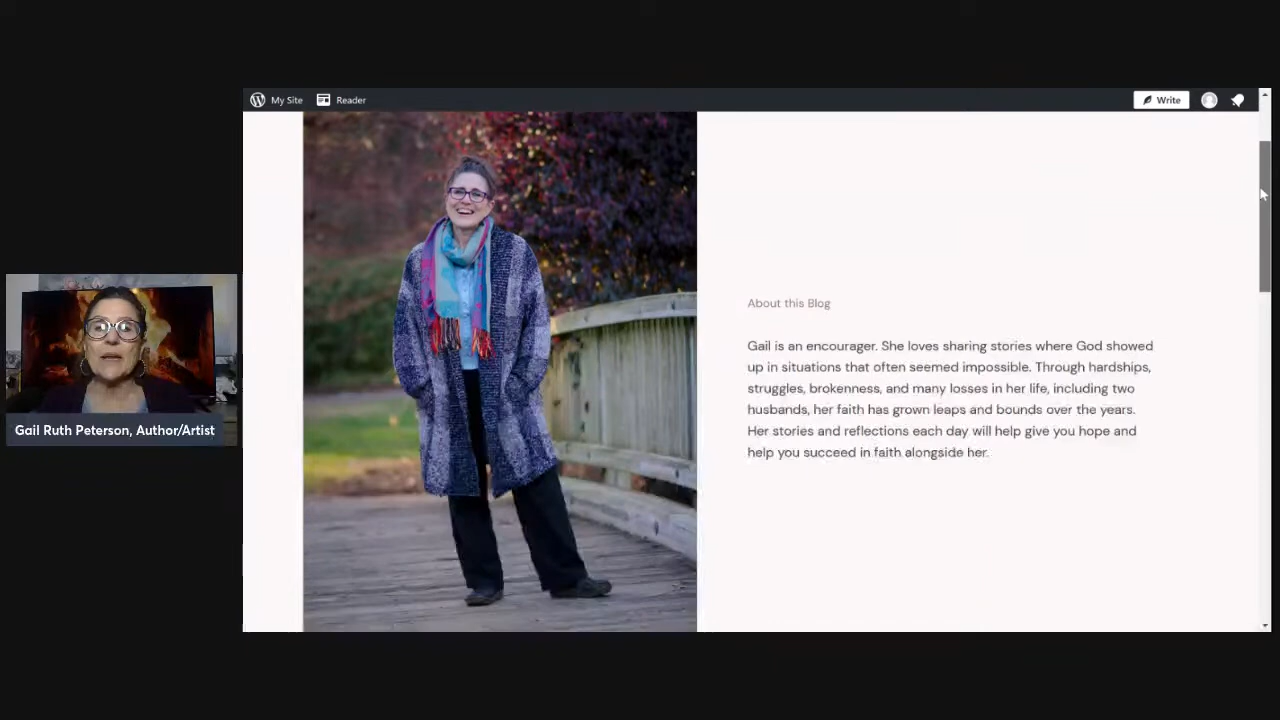 My Site
Reader
Write
About this Blog
Gail is an encourager. She loves sharing stories where God showed
up in situations that often seemed impossible. Through hardships,
struggles, brokenness, and many losses in her life, including two
husbands, her faith has grown leaps and bounds over the years.
Her stories and reflections each day will help give you hope and
help you succeed in faith alongside her.
Gail Ruth Peterson, Author/Artist